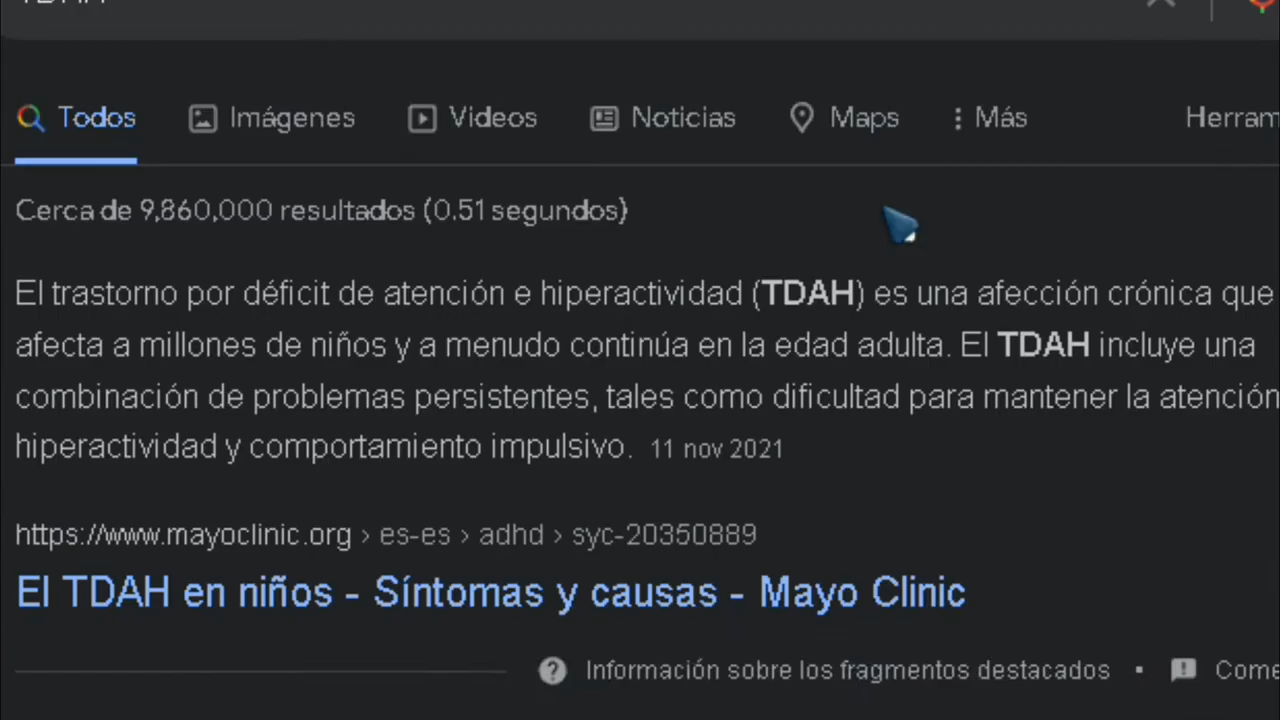 TDAH
Todos Imágenes Videos Noticias Maps Más Herram
Cerca de 9,860,000 resultados (0.51 segundos)
El trastorno por déficit de atención e hiperactividad (TDAH) es una afección crónica que
afecta a millones de niños y a menudo continúa en la edad adulta. El TDAH incluye una
combinación de problemas persistentes, tales como dificultad para mantener la atención
hiperactividad y comportamiento impulsivo. 11 nov 2021
https://www.mayoclinic.org › es-es › adhd › syc-20350889
El TDAH en niños - Síntomas y causas - Mayo Clinic
Información sobre los fragmentos destacados • Come